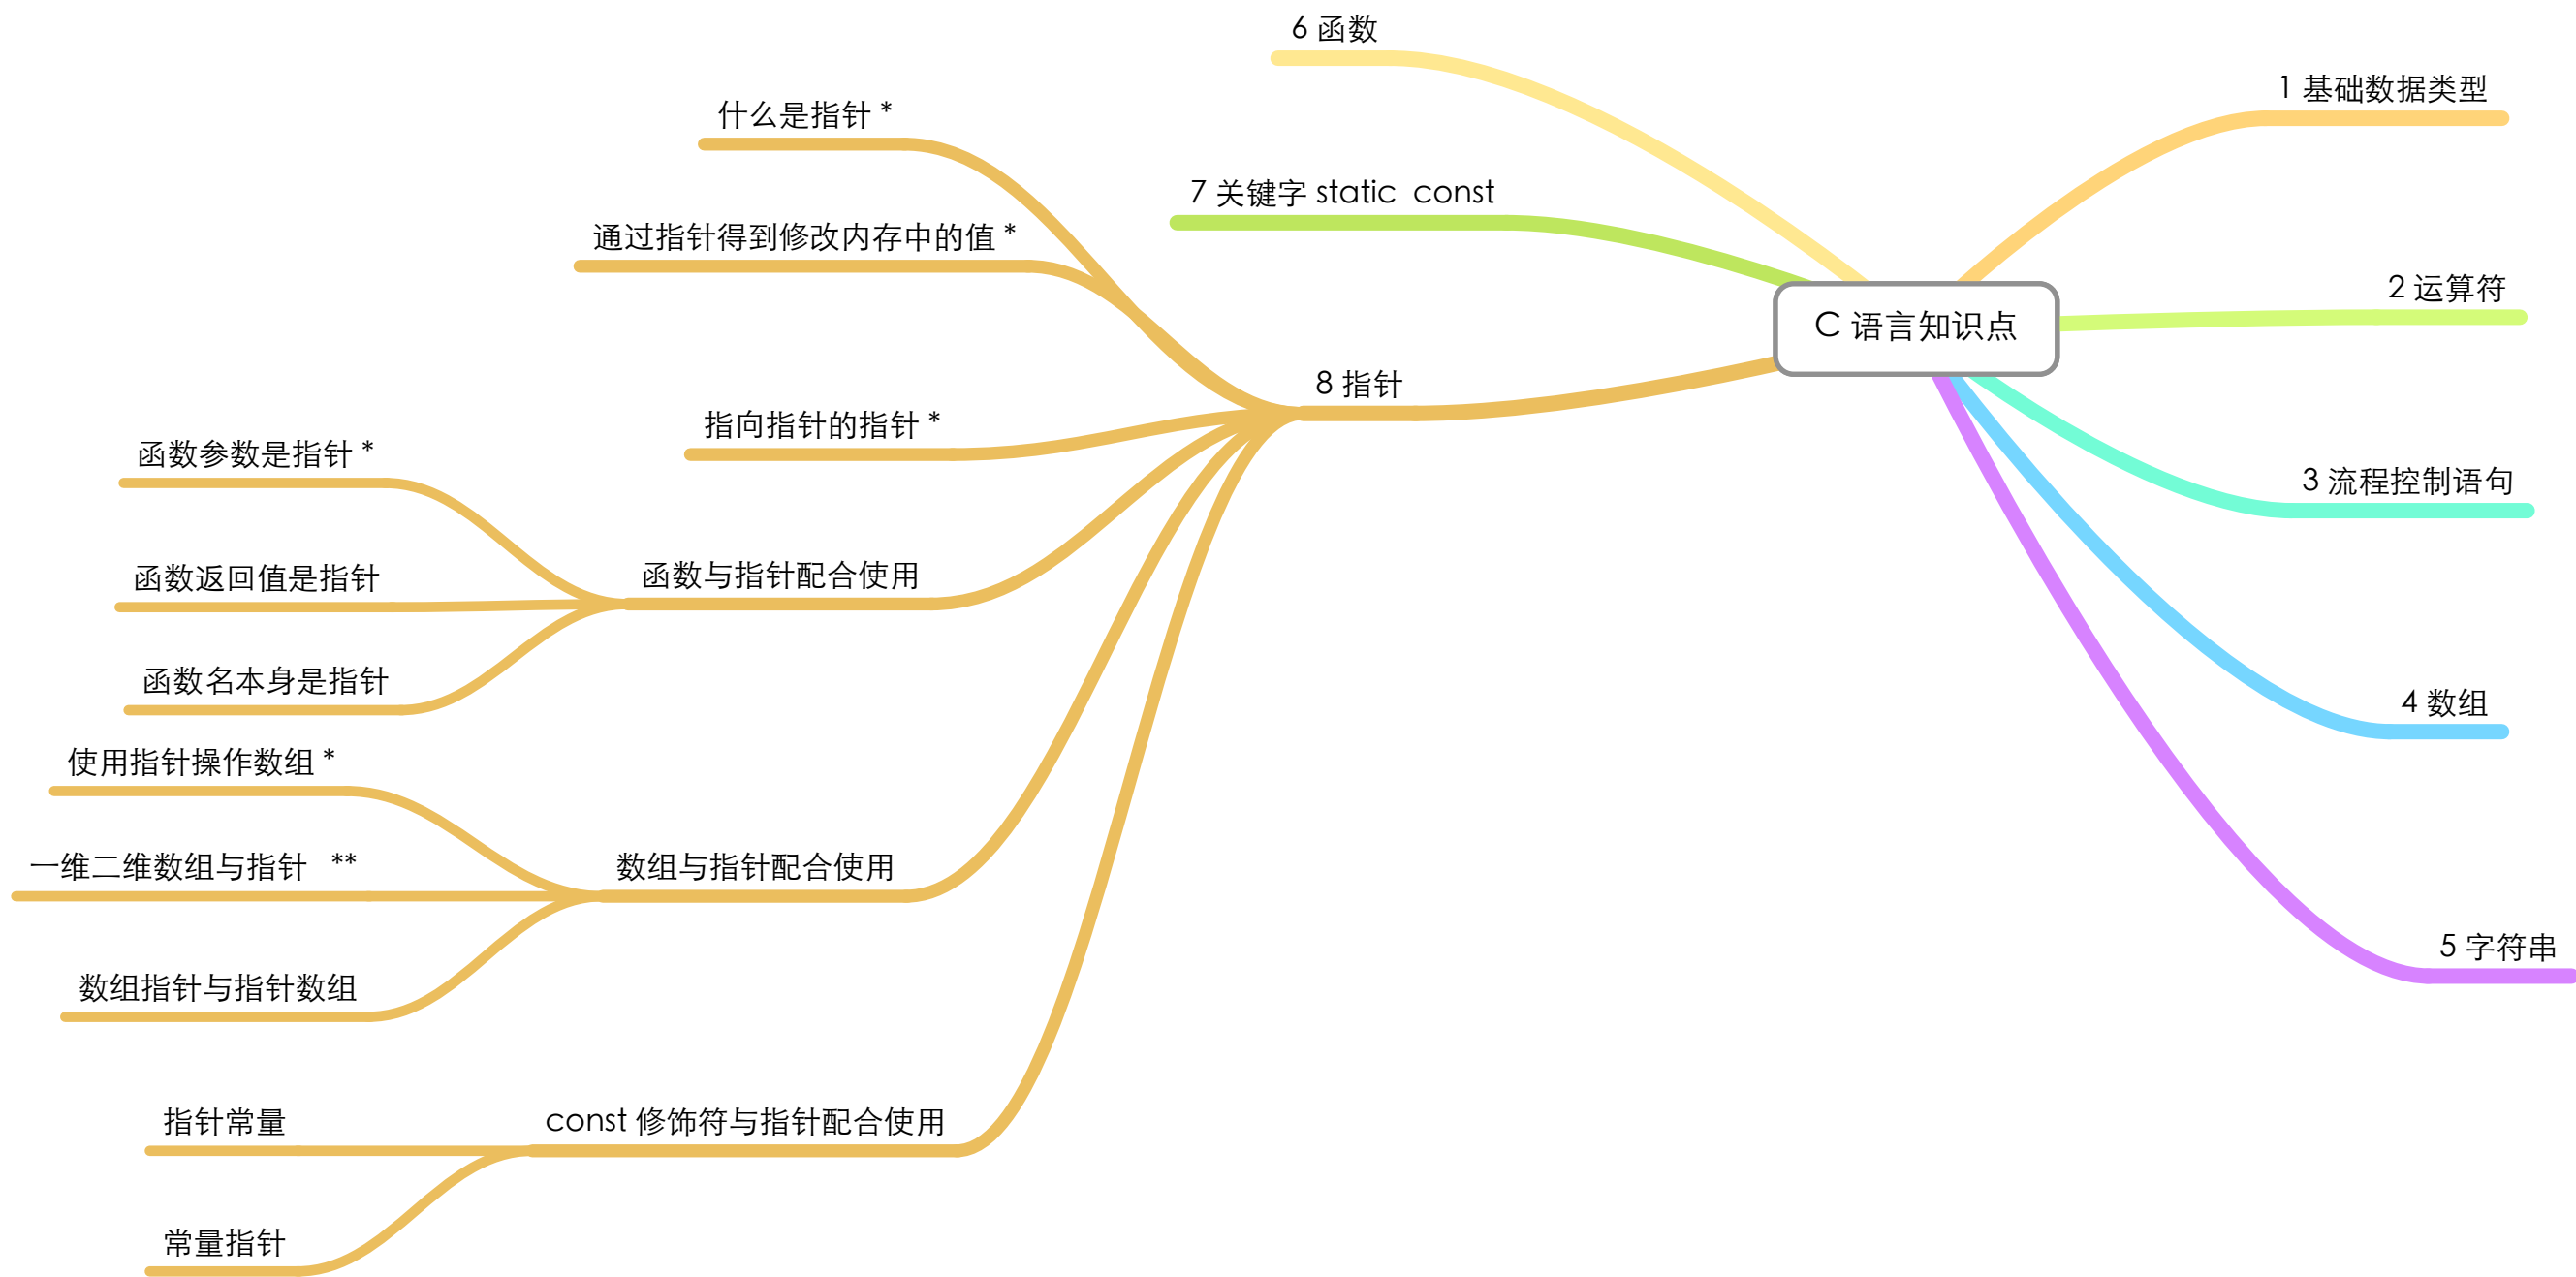 C 语言知识点
1 基础数据类型
2 运算符
3 流程控制语句
4 数组
5 字符串
6 函数
7 关键字 static const
8 指针
什么是指针 *
通过指针得到修改内存中的值 *
指向指针的指针 *
函数与指针配合使用
函数参数是指针 *
函数返回值是指针
函数名本身是指针
数组与指针配合使用
使用指针操作数组 *
一维二维数组与指针 **
数组指针与指针数组
const 修饰符与指针配合使用
指针常量
常量指针